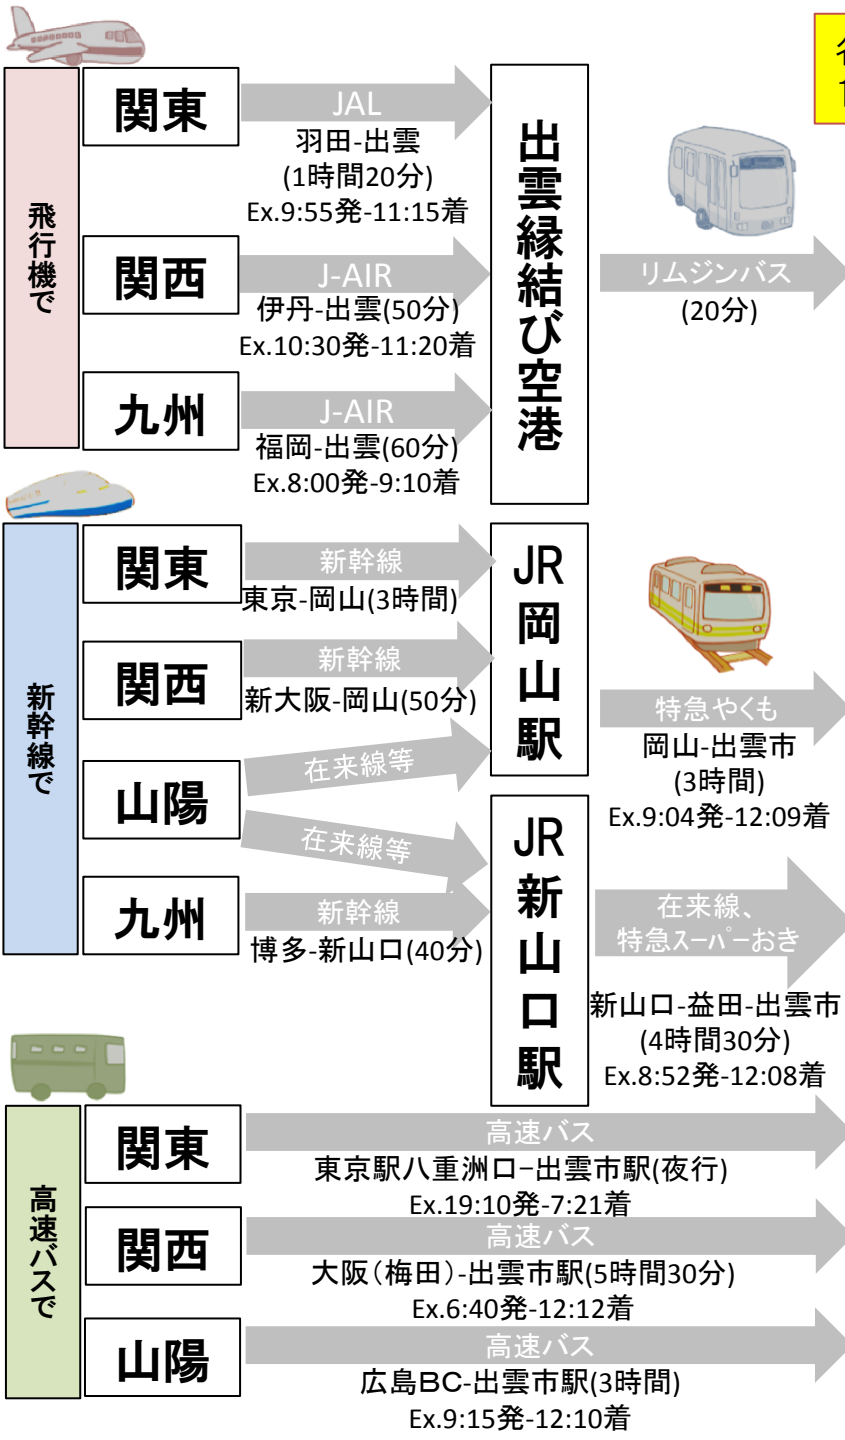 飛行機で
関東
JAL
羽田-出雲
(1時間20分)
Ex.9:55発-11:15着
関西
J-AIR
伊丹-出雲(50分)
Ex.10:30発-11:20着
九州
J-AIR
福岡-出雲(60分)
Ex.8:00発-9:10着
出雲縁結び空港
リムジンバス
(20分)
新幹線で
関東
新幹線
東京-岡山(3時間)
関西
新幹線
新大阪-岡山(50分)
山陽
在来線等
在来線等
九州
新幹線
博多-新山口(40分)
JR岡山駅
特急やくも
岡山-出雲市
(3時間)
Ex.9:04発-12:09着
JR新山口駅
在来線、
特急スーパーおき
新山口-益田-出雲市
(4時間30分)
Ex.8:52発-12:08着
高速バスで
関東
高速バス
東京駅八重洲口-出雲市駅(夜行)
Ex.19:10発-7:21着
関西
高速バス
大阪(梅田)-出雲市駅(5時間30分)
Ex.6:40発-12:12着
山陽
高速バス
広島BC-出雲市駅(3時間)
Ex.9:15発-12:10着